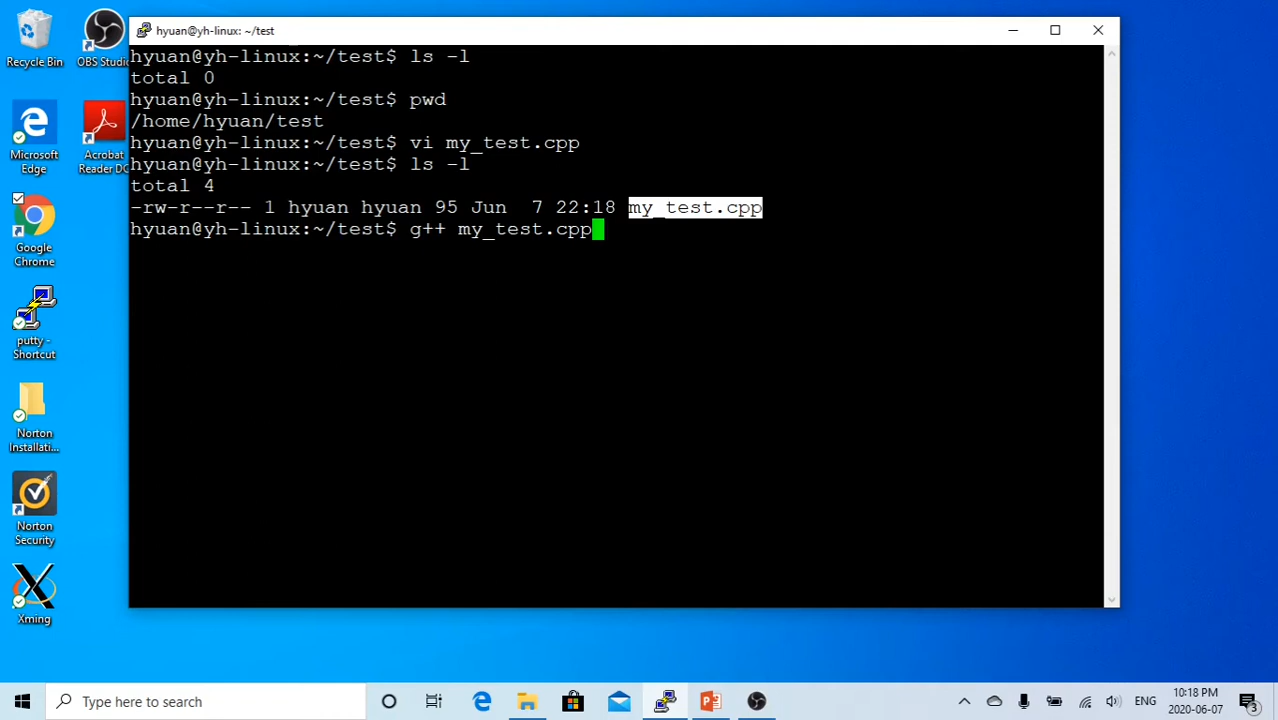 hyuan@yh-linux: ~/test
hyuan@yh-linux:~/test$ ls -l
total 0
hyuan@yh-linux:~/test$ pwd
/home/hyuan/test
hyuan@yh-linux:~/test$ vi my_test.cpp
hyuan@yh-linux:~/test$ ls -l
total 4
-rw-r--r-- 1 hyuan hyuan 95 Jun  7 22:18 my_test.cpp
hyuan@yh-linux:~/test$ g++ my_test.cpp
Recycle Bin
OBS Studio
Microsoft
Edge
Acrobat
Reader DC
Google
Chrome
putty -
Shortcut
Norton
Installati...
Norton
Security
Xming
Type here to search
ENG
10:18 PM
2020-06-07
3